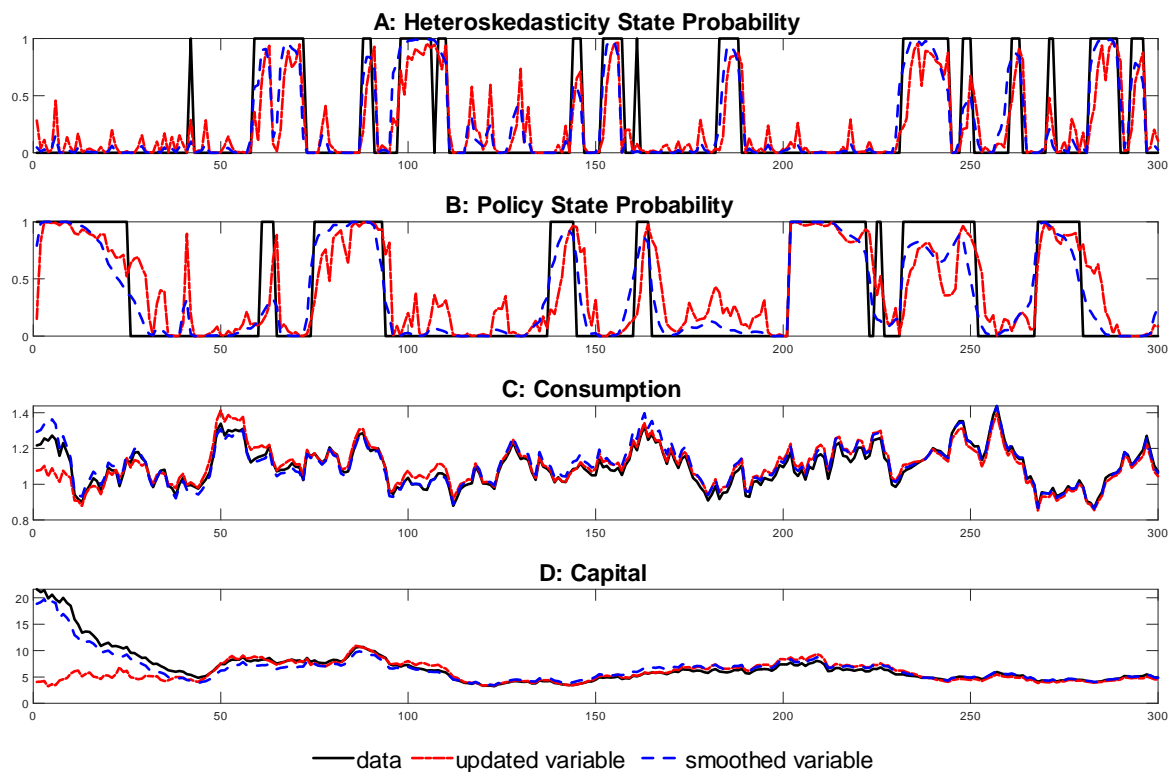 A: Heteroskedasticity State Probability
1
0.5
0
0 50 100 150 200 250 300
B: Policy State Probability
1
0.5
0
0 50 100 150 200 250 300
C: Consumption
1.4
1.2
1
0.8
0 50 100 150 200 250 300
D: Capital
20
15
10
5
0
0 50 100 150 200 250 300
data updated variable smoothed variable